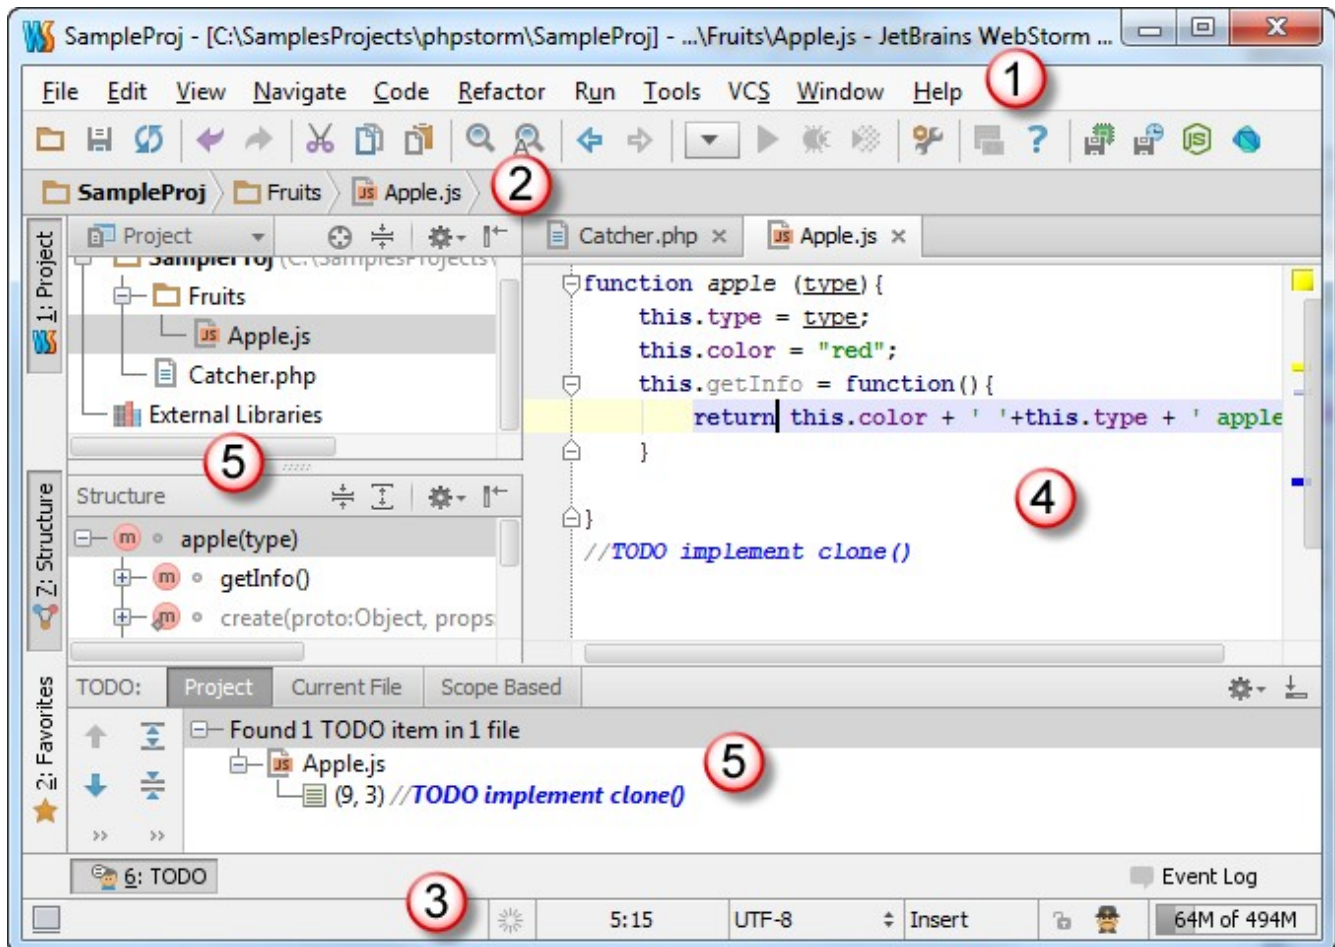 SampleProj - [C:\SamplesProjects\phpstorm\SampleProj] - ...\Fruits\Apple.js - JetBrains WebStorm ...
File Edit View Navigate Code Refactor Run Tools VCS Window Help
1
SampleProj Fruits Apple.js
2
1: Project
Project
SampleProj (C:\SamplesProjects\
Fruits
Apple.js
Catcher.php
External Libraries
5
Catcher.php Apple.js
function apple (type){
this.type = type;
this.color = "red";
this.getInfo = function(){
return this.color + ' '+this.type + ' apple
}
}
//TODO implement clone()
4
7: Structure
Structure
apple(type)
getInfo()
create(proto:Object, props:
2: Favorites
TODO: Project Current File Scope Based
Found 1 TODO item in 1 file
Apple.js
(9, 3) //TODO implement clone()
5
6: TODO
Event Log
3
5:15 UTF-8 Insert 64M of 494M